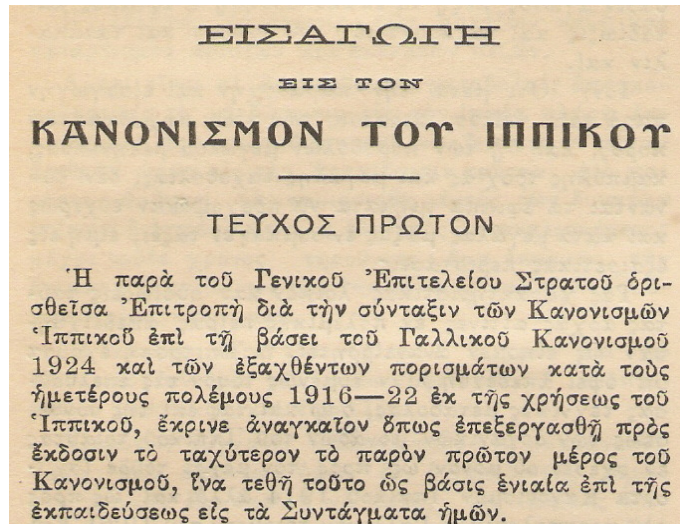 ΕΙΣΑΓΩΓΗ
ΕΙΣ ΤΟΝ
ΚΑΝΟΝΙΣΜΟΝ ΤΟΥ ΙΠΠΙΚΟΥ
ΤΕΥΧΟΣ ΠΡΩΤΟΝ
Ἡ παρὰ τοῦ Γενικοῦ Ἐπιτελείου Στρατοῦ ὁρι-
σθεῖσα Ἐπιτροπὴ διὰ τὴν σύνταξιν τῶν Κανονισμῶν
Ἱππικοῦ ἐπὶ τῇ βάσει τοῦ Γαλλικοῦ Κανονισμοῦ
1924 καὶ τῶν ἐξαχθέντων πορισμάτων κατὰ τοὺς
ἡμετέρους πολέμους 1916—22 ἐκ τῆς χρήσεως τοῦ
Ἱππικοῦ, ἔκρινε ἀναγκαῖον ὅπως ἐπεξεργασθῇ πρὸς
ἔκδοσιν τὸ ταχύτερον τὸ παρὸν πρῶτον μέρος τοῦ
Κανονισμοῦ, ἵνα τεθῇ τοῦτο ὡς βάσις ἑνιαία ἐπὶ τῆς
ἐκπαιδεύσεως εἰς τὰ Συντάγματα ἡμῶν.